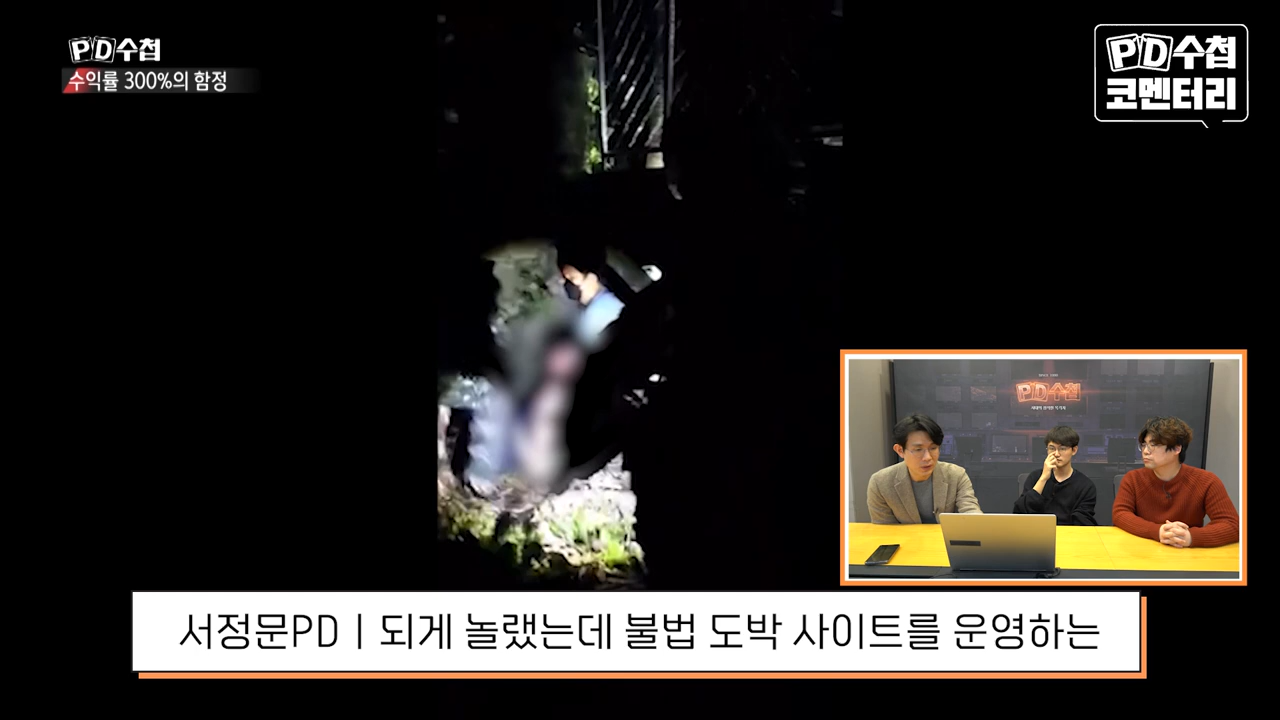 PD수첩
수익률 300%의 함정
PD수첩
코멘터리
PD수첩
서정문PD | 되게 놀랬는데 불법 도박 사이트를 운영하는